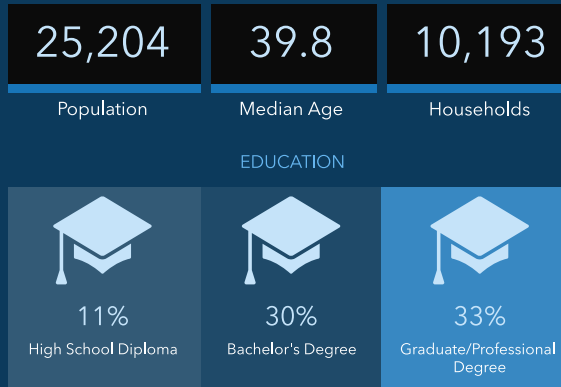 25,204 39.8 10,193
Population Median Age Households
EDUCATION
11% 30% 33%
High School Diploma Bachelor's Degree Graduate/Professional
Degree